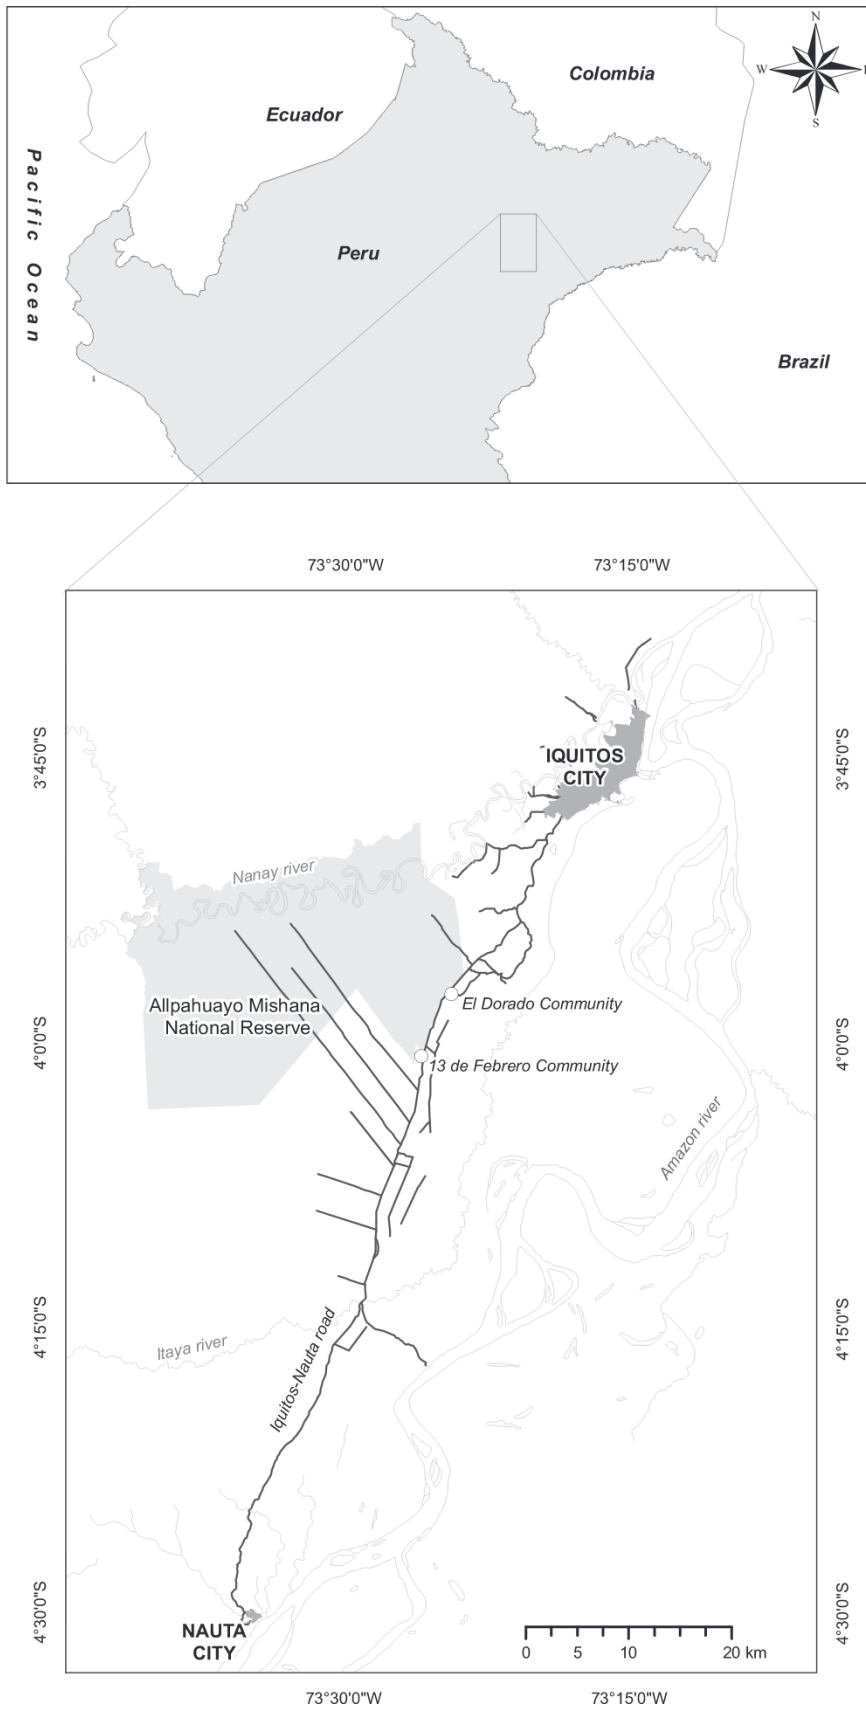 N
W
S
Colombia
Ecuador
Pacific Ocean
Peru
Brazil
73°30'0"W
73°15'0"W
3°45'0"S
3°45'0"S
IQUITOS
CITY
Nanay river
Allpahuayo Mishana
National Reserve
El Dorado Community
4°0'0"S
4°0'0"S
13 de Febrero Community
Amazon river
4°15'0"S
4°15'0"S
Itaya river
Iquitos-Nauta road
4°30'0"S
4°30'0"S
NAUTA
CITY
0 5 10 20 km
73°30'0"W
73°15'0"W